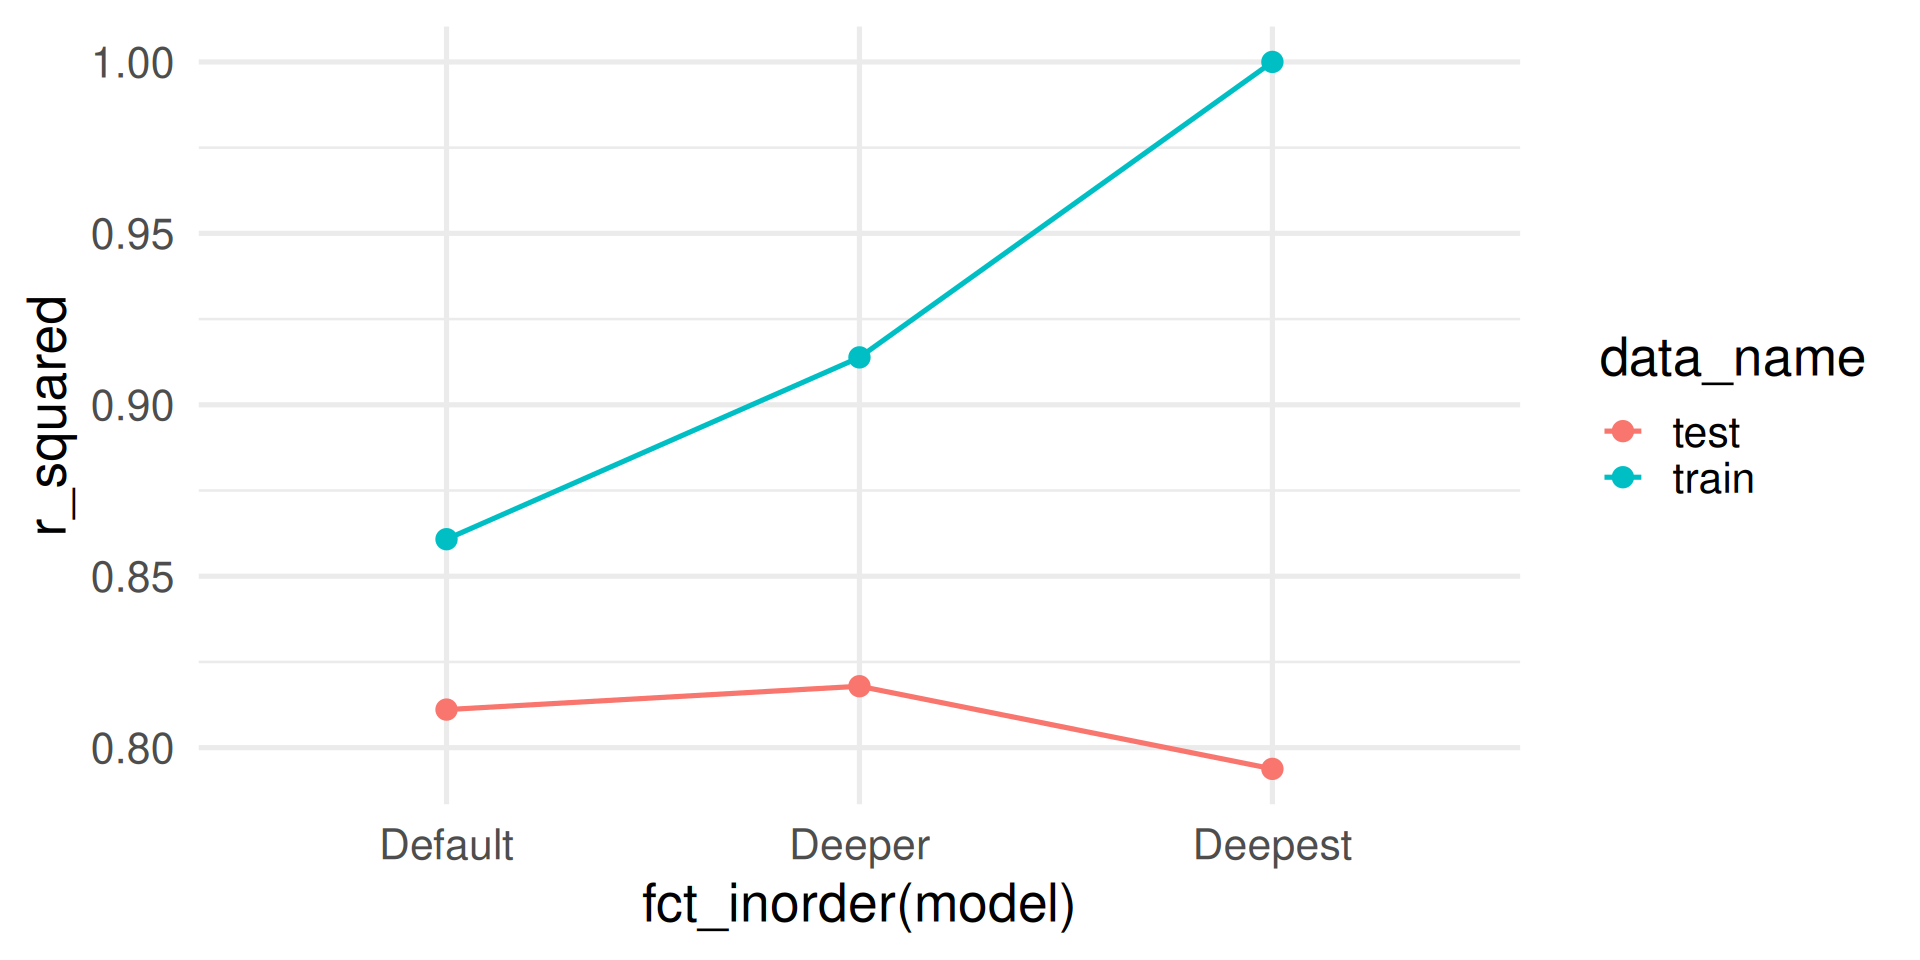 1.00
0.95
0.90
0.85
0.80
r_squared
Default
Deeper
Deepest
fct_inorder(model)
data_name
test
train